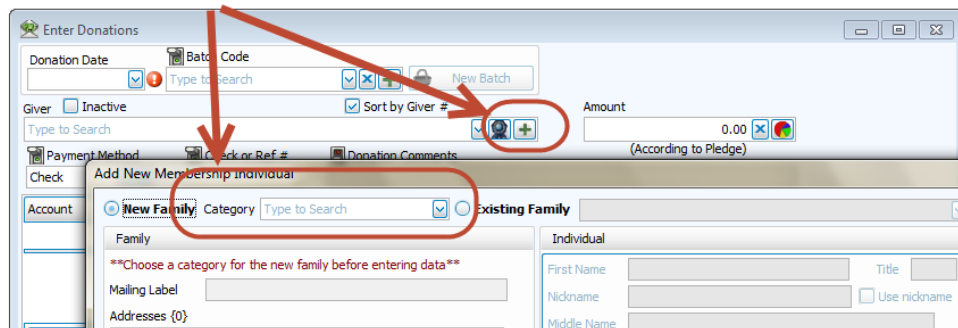 Enter Donations
Donation Date
Batch Code
Type to Search
New Batch
Giver Inactive Sort by Giver # Amount
Type to Search 0.00
(According to Pledge)
Payment Method Check or Ref # Donation Comments
Check
Add New Membership Individual
Account
New Family Category Type to Search Existing Family
Family Individual
**Choose a category for the new family before entering data**
First Name Title
Mailing Label
Nickname Use nickname
Addresses {0}
Middle Name